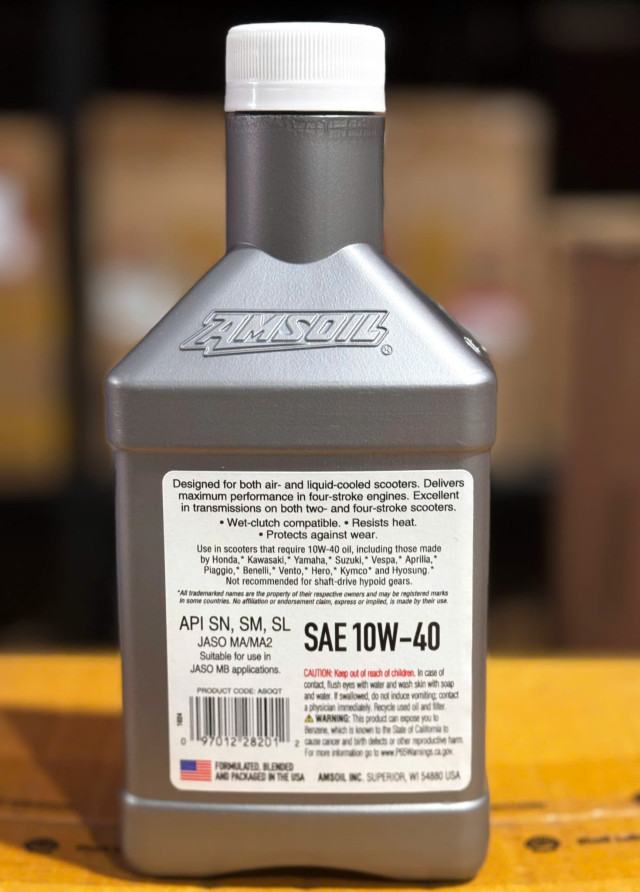 AMSOIL®
Designed for both air- and liquid-cooled scooters. Delivers
maximum performance in four-stroke engines. Excellent
in transmissions on both two- and four-stroke scooters.
• Wet-clutch compatible. • Resists heat.
• Protects against wear.
Use in scooters that require 10W-40 oil, including those made
by Honda,* Kawasaki,* Yamaha,* Suzuki,* Vespa,* Aprilia,*
Piaggio,* Benelli,* Vento,* Hero,* Kymco* and Hyosung.*
Not recommended for shaft-drive hypoid gears.
*All trademarked names are the property of their respective owners and may be registered marks
in some countries. No affiliation or endorsement claim, express or implied, is made by their use.
API SN, SM, SL
JASO MA/MA2
Suitable for use in
JASO MB applications.
SAE 10W-40
PRODUCT CODE: ASOQT
0 97012 28201 2
CAUTION: Keep out of reach of children. In case of
contact, flush eyes with water and wash skin with soap
and water. If swallowed, do not induce vomiting; contact
a physician immediately. Recycle used oil and filter.
⚠ WARNING: This product can expose you to
Benzene, which is known to the State of California to
cause cancer and birth defects or other reproductive harm.
For more information go to www.P65Warnings.ca.gov.
FORMULATED, BLENDED
AND PACKAGED IN THE USA
AMSOIL INC. SUPERIOR, WI 54880 USA